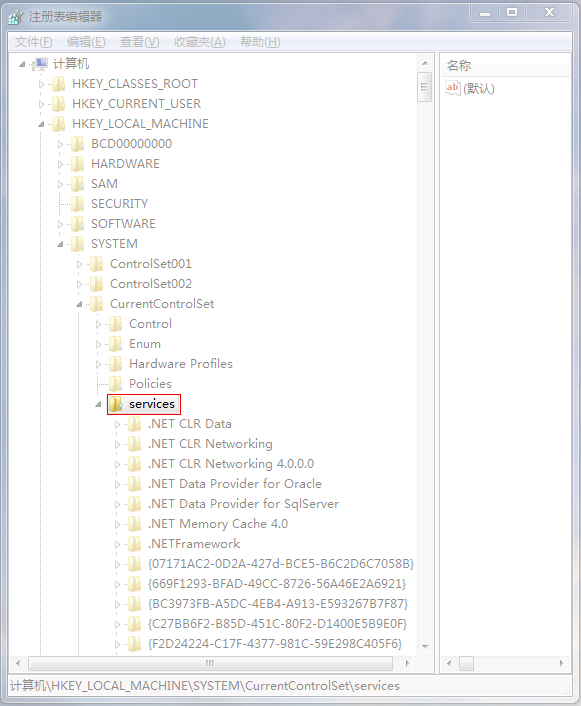 注册表编辑器
文件(F) 编辑(E) 查看(V) 收藏夹(A) 帮助(H)
计算机
HKEY_CLASSES_ROOT
HKEY_CURRENT_USER
HKEY_LOCAL_MACHINE
BCD00000000
HARDWARE
SAM
SECURITY
SOFTWARE
SYSTEM
ControlSet001
ControlSet002
CurrentControlSet
Control
Enum
Hardware Profiles
Policies
services
.NET CLR Data
.NET CLR Networking
.NET CLR Networking 4.0.0.0
.NET Data Provider for Oracle
.NET Data Provider for SqlServer
.NET Memory Cache 4.0
.NETFramework
{07171AC2-0D2A-427d-BCE5-B6C2D6C7058B}
{669F1293-BFAD-49CC-8726-56A46E2A6921}
{BC3973FB-A5DC-4EB4-A913-E593267B7F87}
{C27BB6F2-B85D-451C-80F2-D1400E5B9E0F}
{F2D24224-C17F-4377-981C-59E298C405F6}
名称
ab (默认)
计算机\HKEY_LOCAL_MACHINE\SYSTEM\CurrentControlSet\services